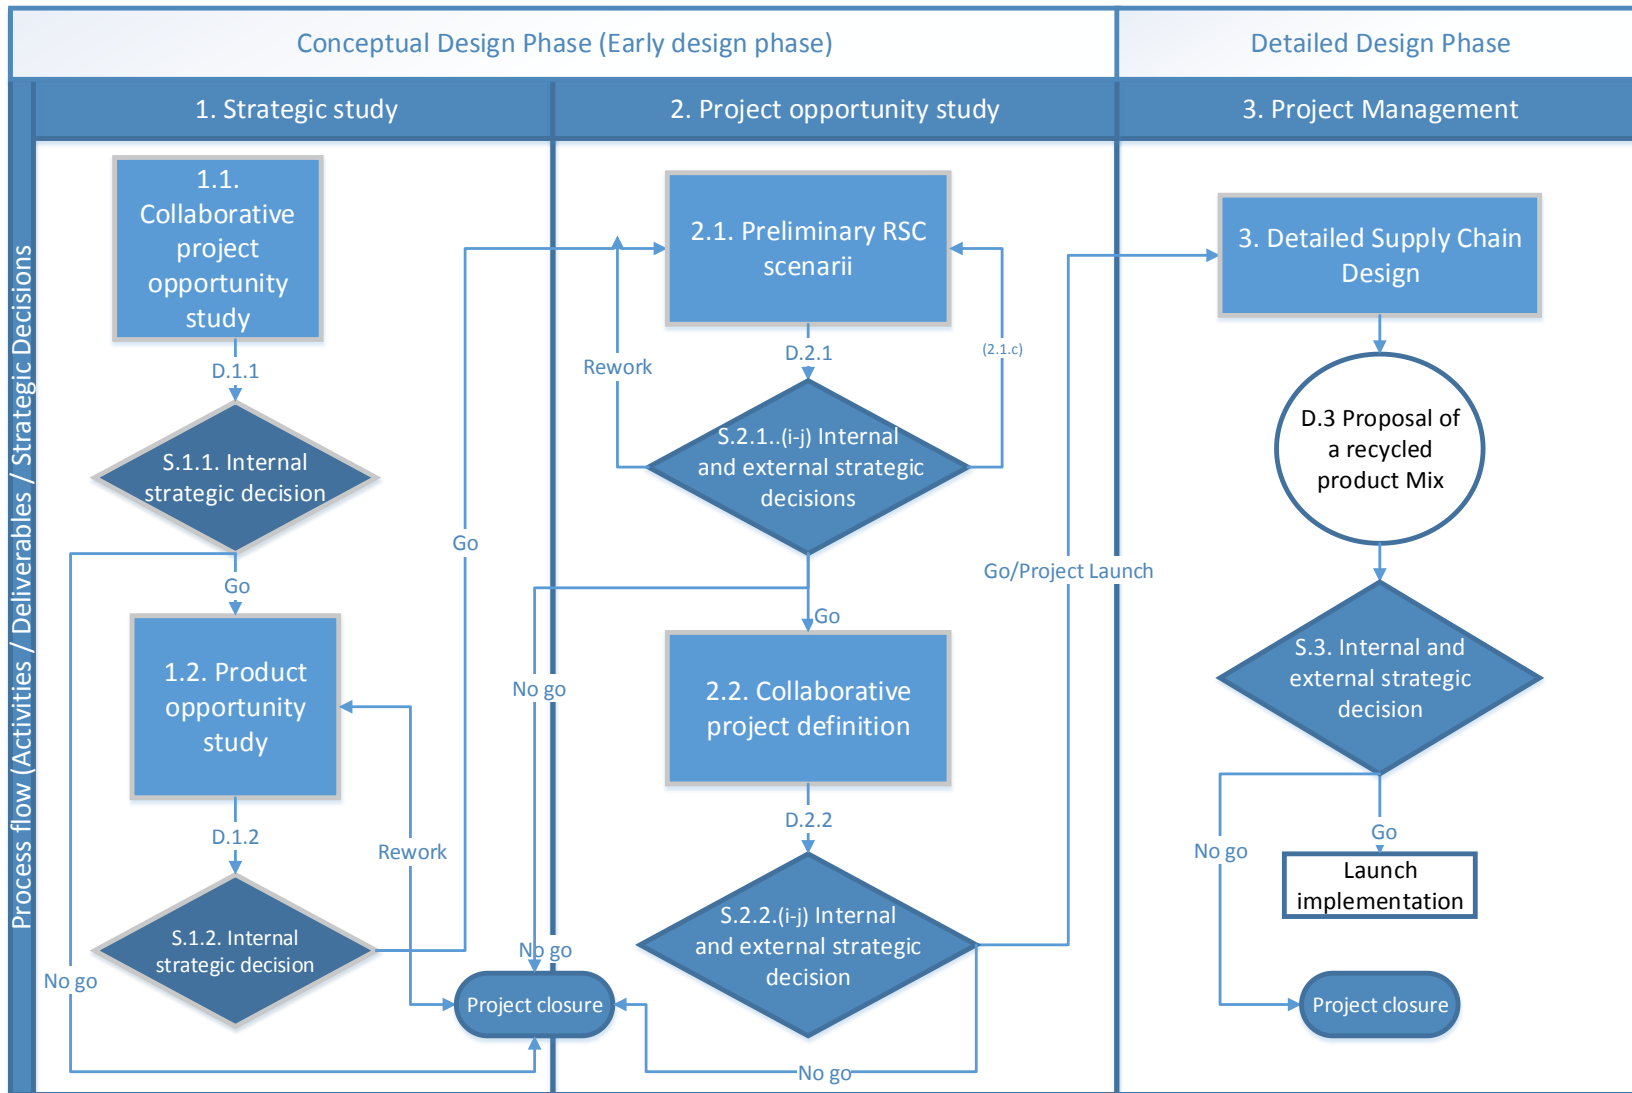 Conceptual Design Phase (Early design phase)
Detailed Design Phase
Process flow (Activities / Deliverables / Strategic Decisions
1. Strategic study
2. Project opportunity study
3. Project Management
1.1.
Collaborative
project
opportunity
study
D.1.1
S.1.1. Internal
strategic decision
Go
No go
1.2. Product
opportunity
study
D.1.2
Rework
S.1.2. Internal
strategic decision
Go
2.1. Preliminary RSC
scenarii
Rework
D.2.1
(2.1.c)
S.2.1..(i-j) Internal
and external strategic
decisions
Go
No go
No go
2.2. Collaborative
project definition
D.2.2
S.2.2.(i-j) Internal
and external strategic
decision
No go
Project closure
Go/Project Launch
3. Detailed Supply Chain
Design
D.3 Proposal of
a recycled
product Mix
S.3. Internal and
external strategic
decision
Go
No go
Launch
implementation
Project closure